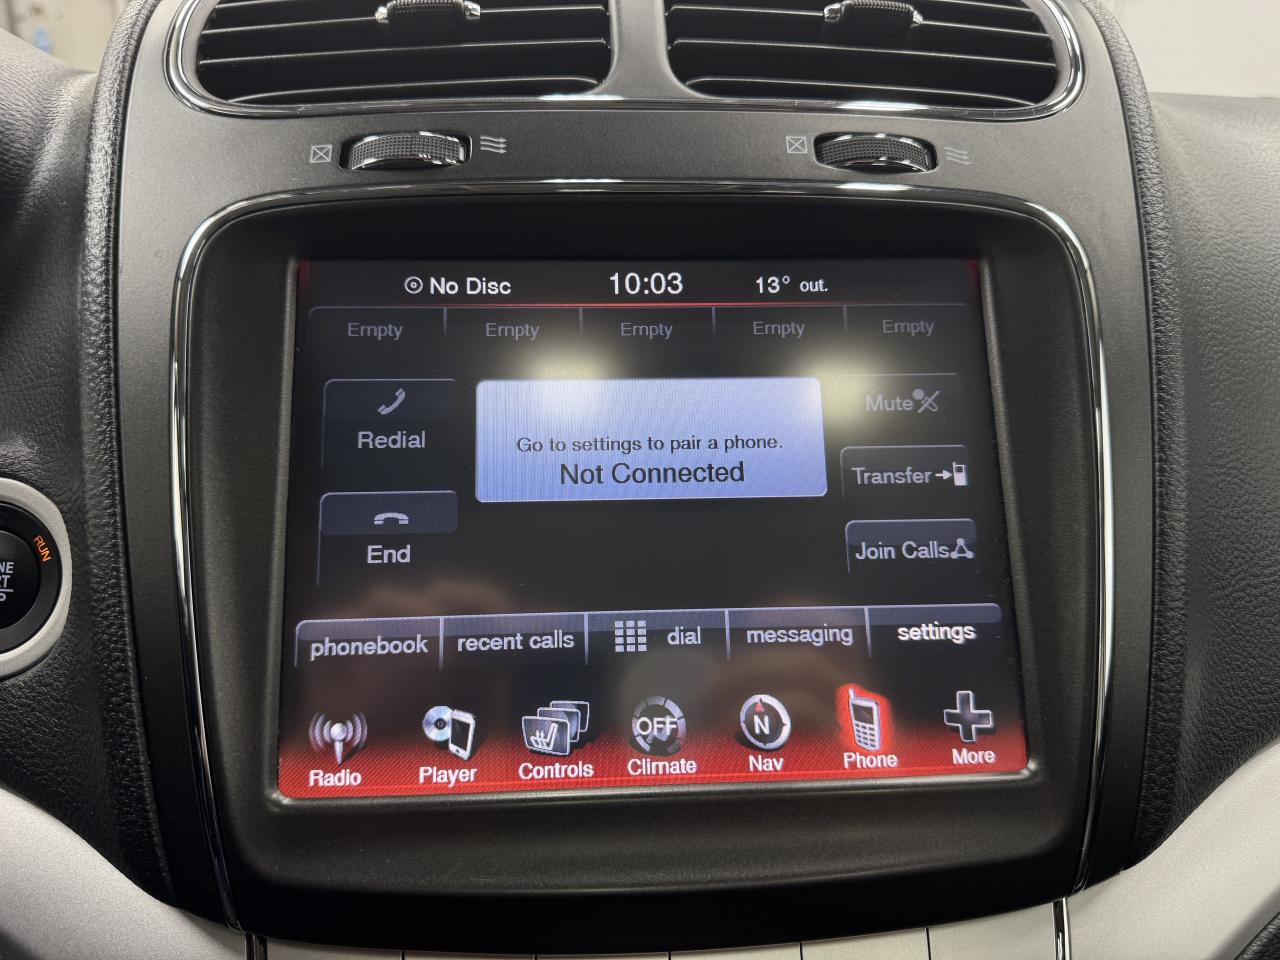 No Disc 10:03 13° out.
Empty Empty Empty Empty Empty
Redial
Go to settings to pair a phone.
Not Connected
Mute
Transfer
End
Join Calls
phonebook recent calls dial messaging settings
OFF N
Radio Player Controls Climate Nav Phone More
RUN